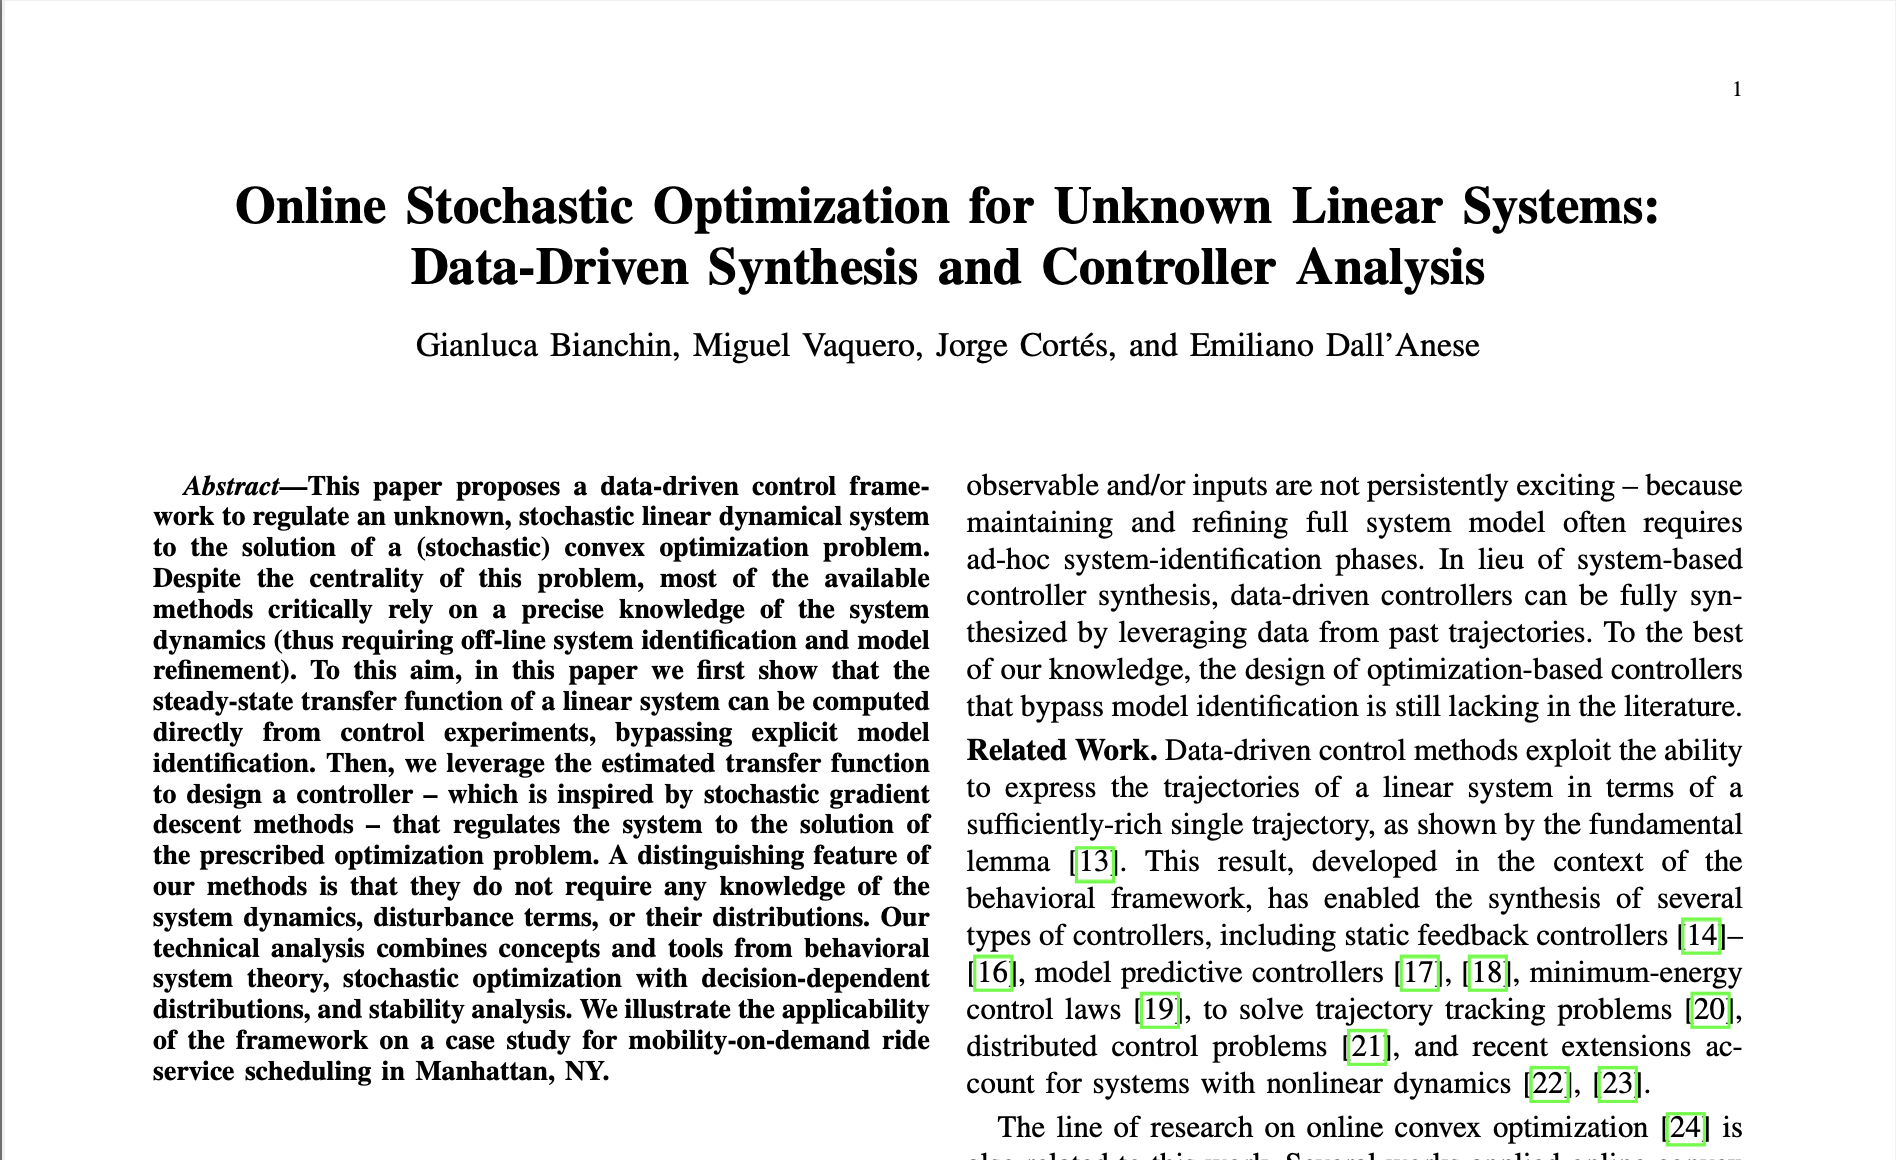 1
Online Stochastic Optimization for Unknown Linear Systems:
Data-Driven Synthesis and Controller Analysis
Gianluca Bianchin, Miguel Vaquero, Jorge Cortés, and Emiliano Dall'Anese
Abstract—This paper proposes a data-driven control frame-
work to regulate an unknown, stochastic linear dynamical system
to the solution of a (stochastic) convex optimization problem.
Despite the centrality of this problem, most of the available
methods critically rely on a precise knowledge of the system
dynamics (thus requiring off-line system identification and model
refinement). To this aim, in this paper we first show that the
steady-state transfer function of a linear system can be computed
directly from control experiments, bypassing explicit model
identification. Then, we leverage the estimated transfer function
to design a controller – which is inspired by stochastic gradient
descent methods – that regulates the system to the solution of
the prescribed optimization problem. A distinguishing feature of
our methods is that they do not require any knowledge of the
system dynamics, disturbance terms, or their distributions. Our
technical analysis combines concepts and tools from behavioral
system theory, stochastic optimization with decision-dependent
distributions, and stability analysis. We illustrate the applicability
of the framework on a case study for mobility-on-demand ride
service scheduling in Manhattan, NY.
observable and/or inputs are not persistently exciting – because
maintaining and refining full system model often requires
ad-hoc system-identification phases. In lieu of system-based
controller synthesis, data-driven controllers can be fully syn-
thesized by leveraging data from past trajectories. To the best
of our knowledge, the design of optimization-based controllers
that bypass model identification is still lacking in the literature.
Related Work. Data-driven control methods exploit the ability
to express the trajectories of a linear system in terms of a
sufficiently-rich single trajectory, as shown by the fundamental
lemma [13]. This result, developed in the context of the
behavioral framework, has enabled the synthesis of several
types of controllers, including static feedback controllers [14]–
[16], model predictive controllers [17], [18], minimum-energy
control laws [19], to solve trajectory tracking problems [20],
distributed control problems [21], and recent extensions ac-
count for systems with nonlinear dynamics [22], [23].
The line of research on online convex optimization [24] is